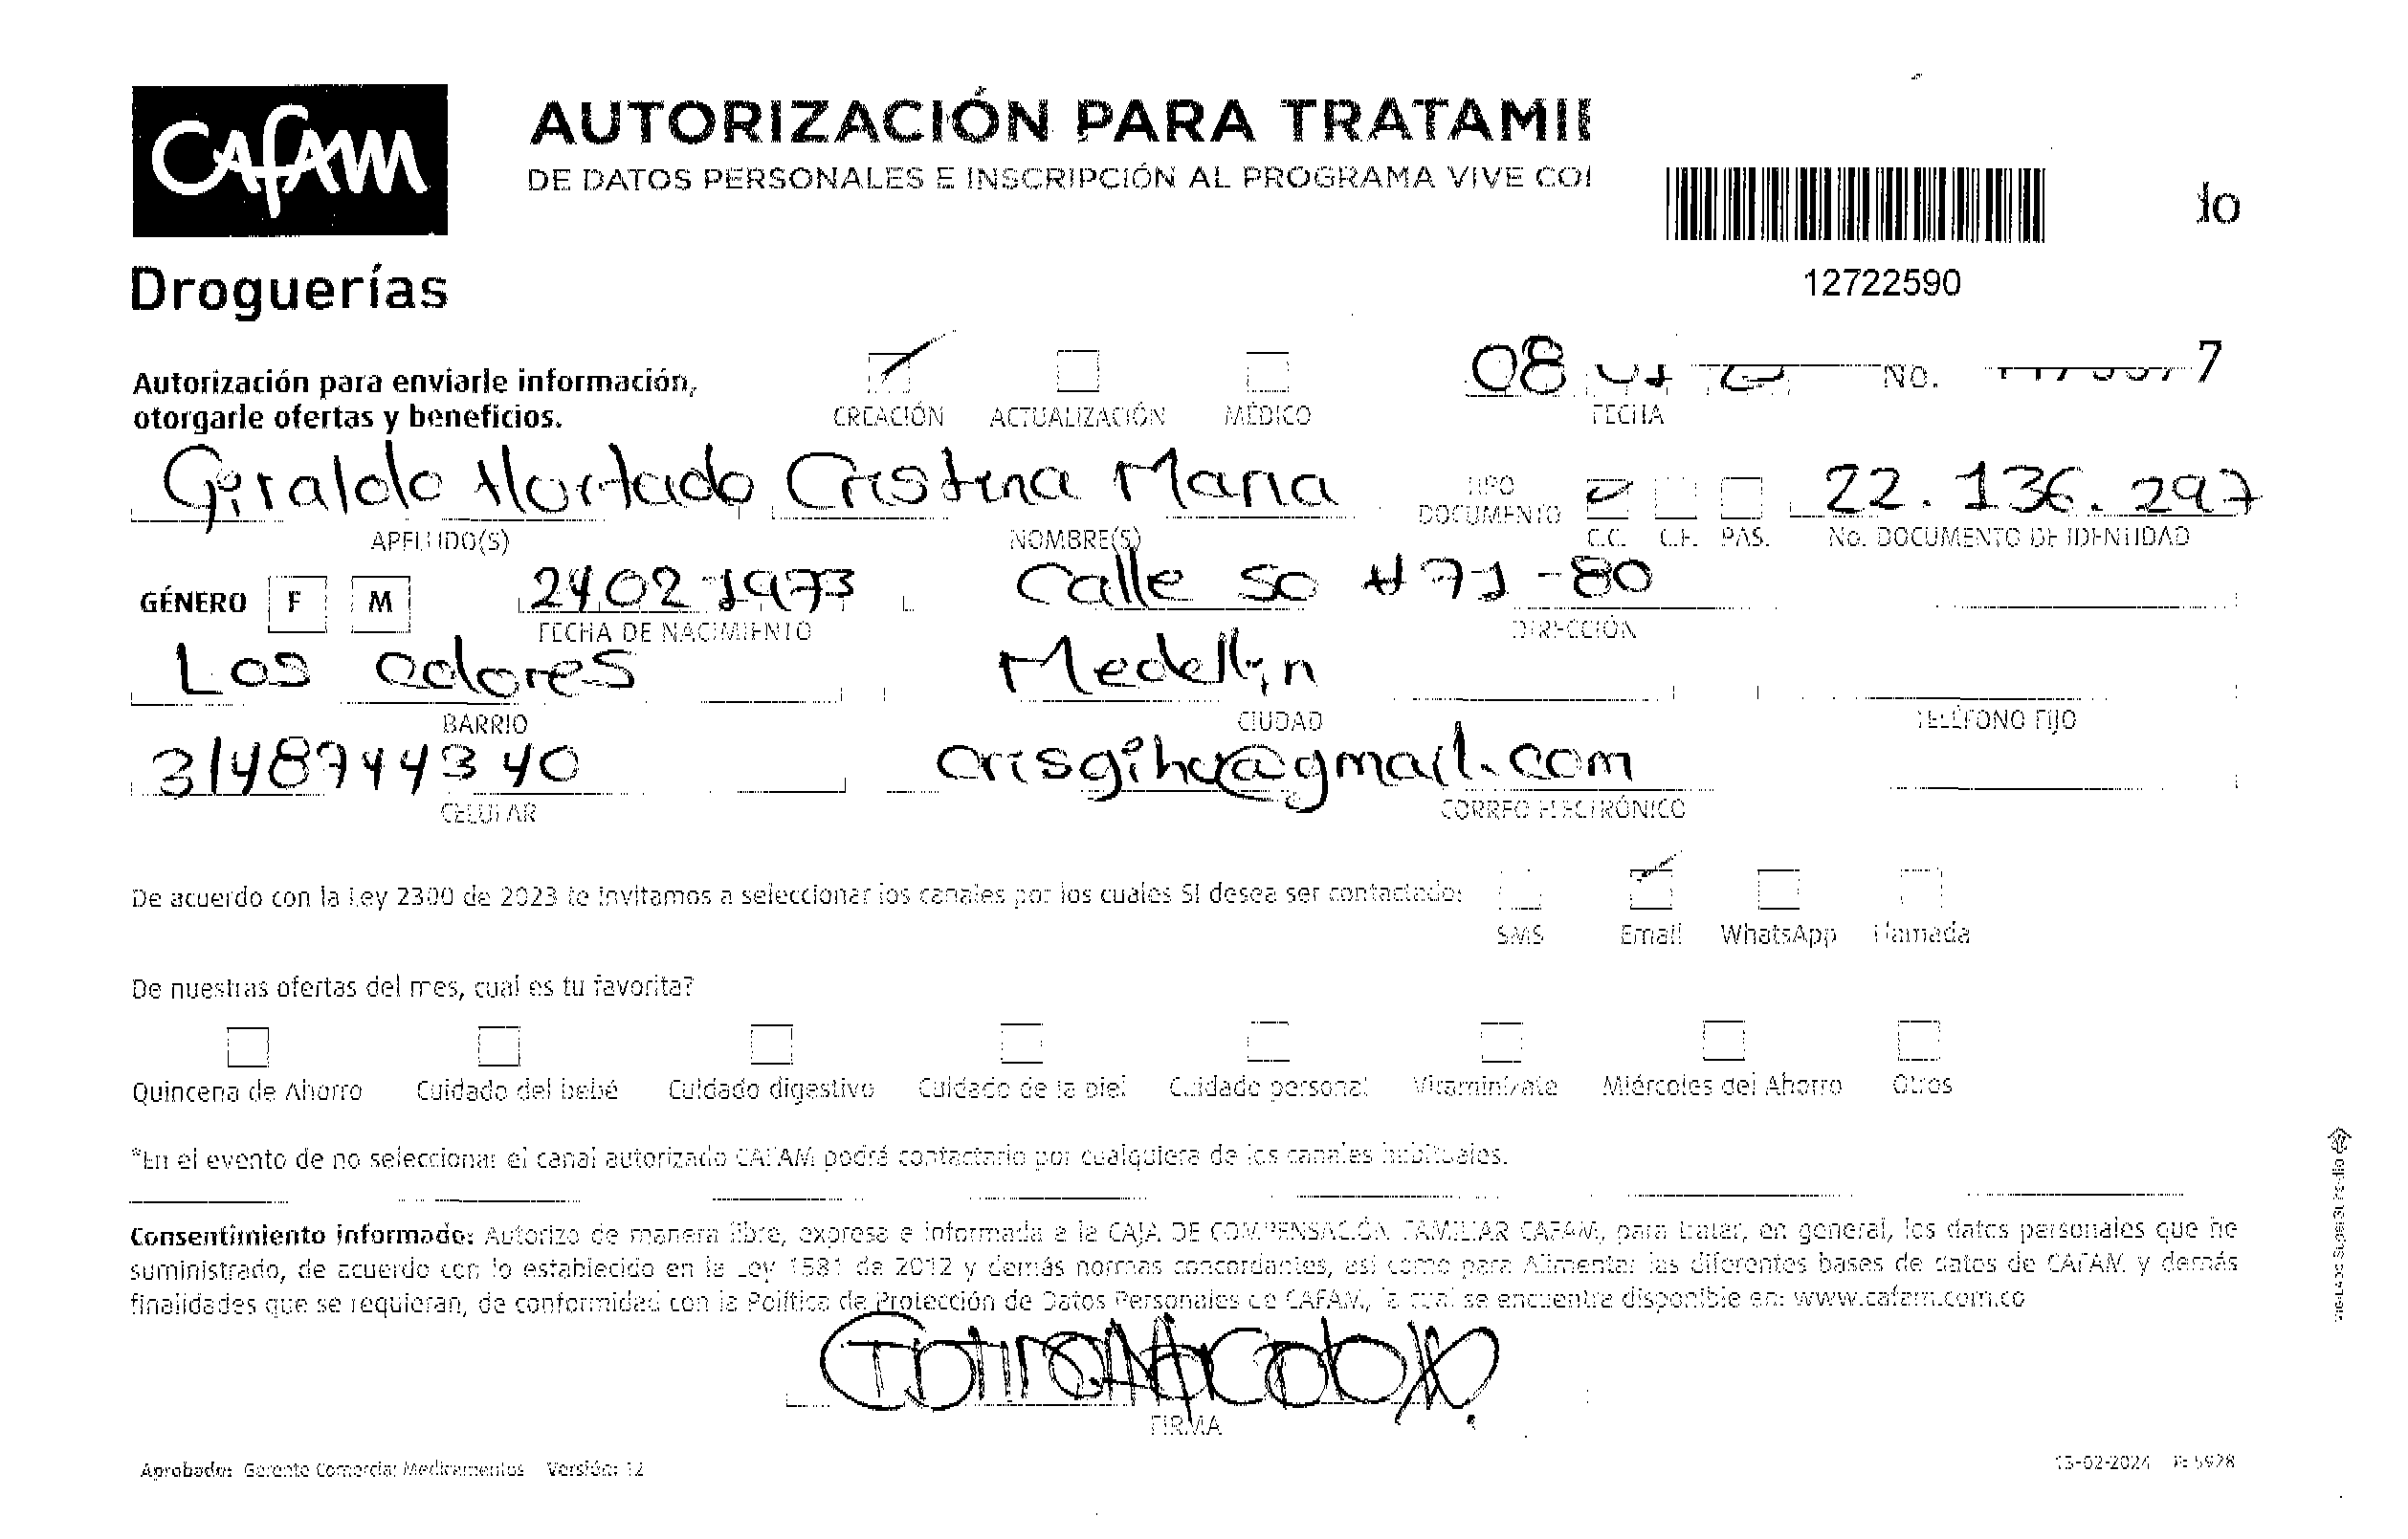 CAFAM
Droguerías
AUTORIZACIÓN PARA TRATAMI
DE DATOS PERSONALES E INSCRIPCIÓN AL PROGRAMA VIVE CO
do
12722590
Autorización para enviarle información,
otorgarle ofertas y beneficios.
CREACIÓN ACTUALIZACIÓN MÉDICO
08
FECHA
No. 7
Giraldo Hurtado Cristina Maria
APELLIDO(S) NOMBRE(S)
TIPO
DOCUMENTO C.C. C.E. PAS.
22.136.297
No. DOCUMENTO DE IDENTIDAD
GÉNERO F M
24 02 1973 Calle 50 #71-80
FECHA DE NACIMIENTO DIRECCIÓN
Los Colores Medellin
BARRIO CIUDAD TELÉFONO FIJO
3148744340 crisgihu@gmail.com
CELULAR CORREO ELECTRÓNICO
De acuerdo con la Ley 2300 de 2023 te invitamos a seleccionar los canales por los cuales SI desea ser contactado:
SMS Email WhatsApp Llamada
De nuestras ofertas del mes, cual es tu favorita?
Quincena de Ahorro Cuidado del bebé Cuidado digestivo Cuidado de la piel Cuidado personal Vitamínizate Miércoles del Ahorro Otros
*En el evento de no seleccionar el canal autorizado CAFAM podrá contactarlo por cualquiera de los canales habituales.
Consentimiento informado: Autorizo de manera libre, expresa e informada a la CAJA DE COMPENSACIÓN FAMILIAR CAFAM, para tratar, en general, los datos personales que he
suministrado, de acuerdo con lo establecido en la Ley 1581 de 2012 y demás normas concordantes, así como para Alimentar las diferentes bases de datos de CAFAM y demás
finalidades que se requieran, de conformidad con la Política de Protección de Datos Personales de CAFAM, la cual se encuentra disponible en: www.cafam.com.co
FIRMA
Aprobado: Gerente Comercial Medicamentos Versión: 12
13-02-2024 R: 5928